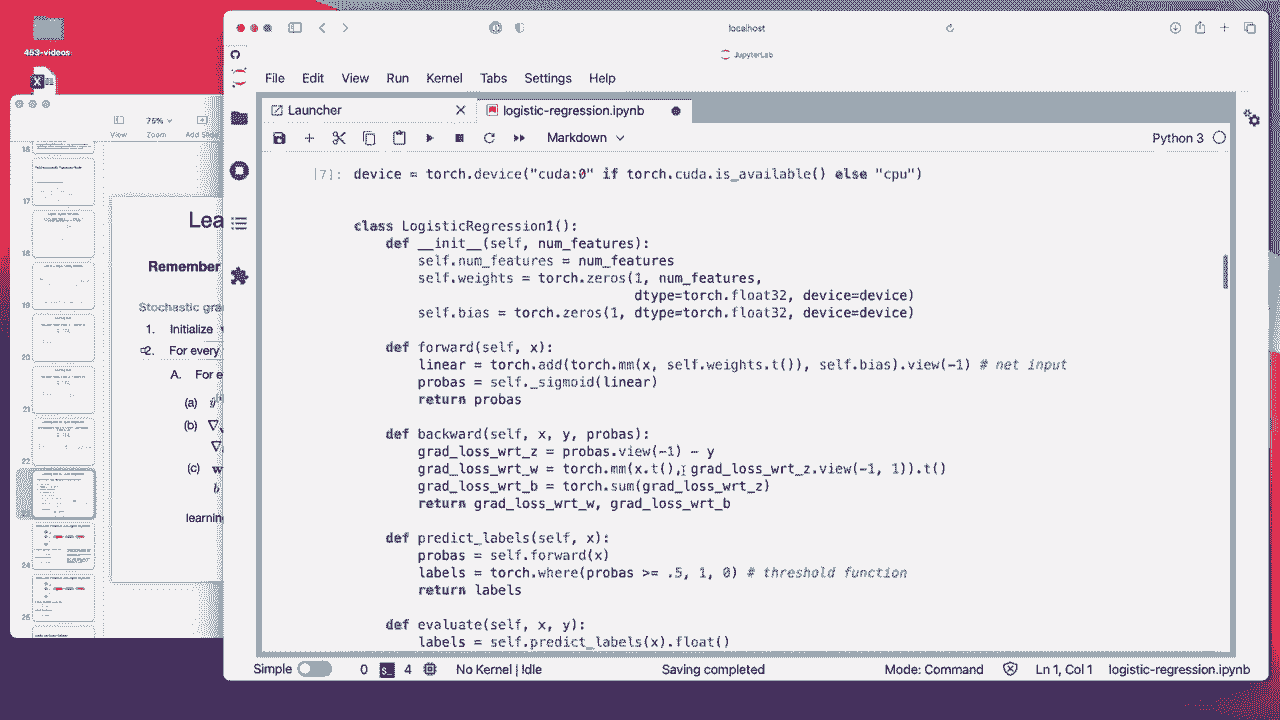 453-videos
localhost
JupyterLab
File Edit View Run Kernel Tabs Settings Help
Launcher
logistic-regression.ipynb
Markdown
Python 3
75%
View Zoom Add Slid
[7]: device = torch.device("cuda:0" if torch.cuda.is_available() else "cpu")
class LogisticRegression1():
def __init__(self, num_features):
self.num_features = num_features
self.weights = torch.zeros(1, num_features,
dtype=torch.float32, device=device)
self.bias = torch.zeros(1, dtype=torch.float32, device=device)
def forward(self, x):
linear = torch.add(torch.mm(x, self.weights.t()), self.bias).view(-1) # net input
probas = self._sigmoid(linear)
return probas
def backward(self, x, y, probas):
grad_loss_wrt_z = probas.view(-1) - y
grad_loss_wrt_w = torch.mm(x.t(), grad_loss_wrt_z.view(-1, 1)).t()
grad_loss_wrt_b = torch.sum(grad_loss_wrt_z)
return grad_loss_wrt_w, grad_loss_wrt_b
def predict_labels(self, x):
probas = self.forward(x)
labels = torch.where(probas >= .5, 1, 0) # threshold function
return labels
def evaluate(self, x, y):
labels = self.predict_labels(x).float()
Lea
Remember
Stochastic gra
1. Initialize
2. For every
A. For e
(a)
(b)
(c)
learning
16
17
18
19
20
21
22
24
25
Simple 0 4 No Kernel | Idle Saving completed Mode: Command Ln 1, Col 1 logistic-regression.ipynb